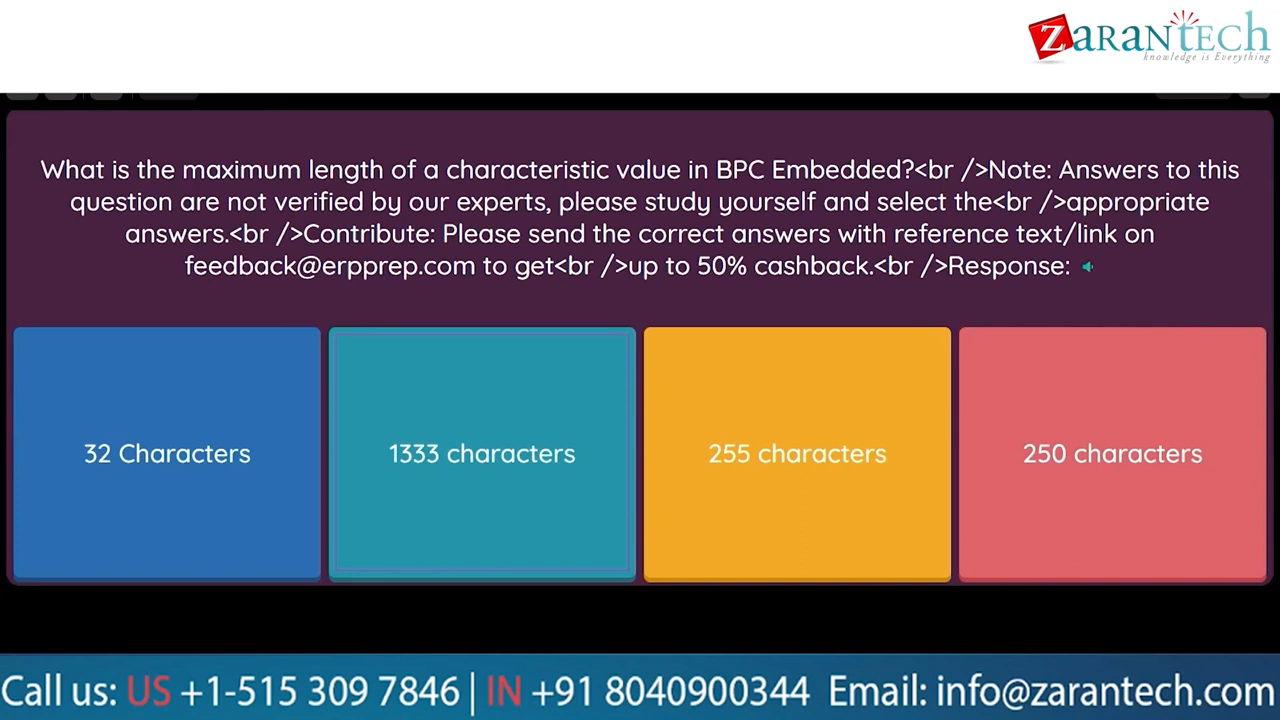 ZARANTECH
knowledge is Everything
What is the maximum length of a characteristic value in BPC Embedded?<br />Note: Answers to this
question are not verified by our experts, please study yourself and select the<br />appropriate
answers.<br />Contribute: Please send the correct answers with reference text/link on
feedback@erpprep.com to get<br />up to 50% cashback.<br />Response:
32 Characters
1333 characters
255 characters
250 characters
Call us: US +1-515 309 7846 | IN +91 8040900344 Email: info@zarantech.com